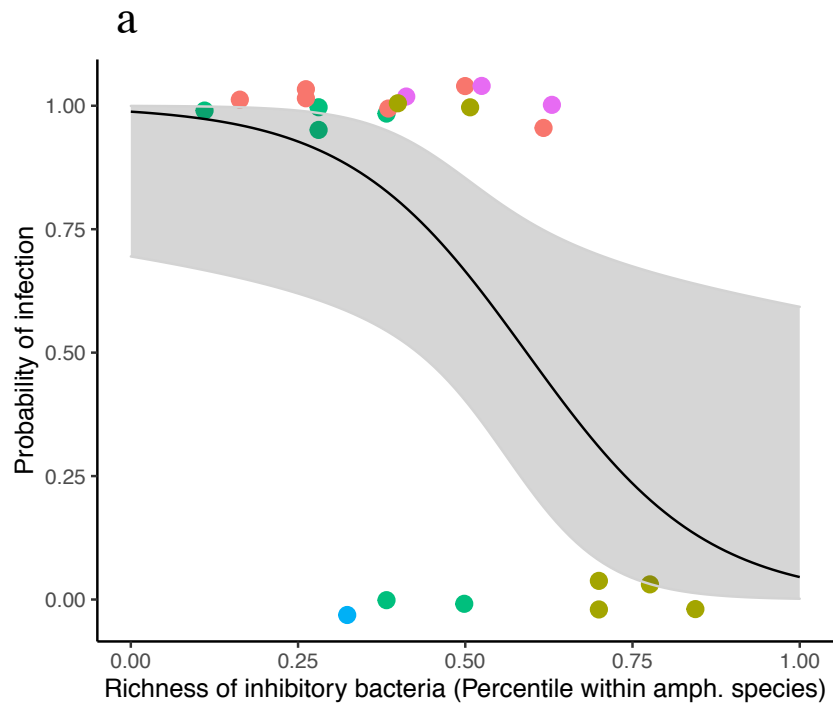 a
1.00
0.75
0.50
0.25
0.00
Probability of infection
0.00 0.25 0.50 0.75 1.00
Richness of inhibitory bacteria (Percentile within amph. species)